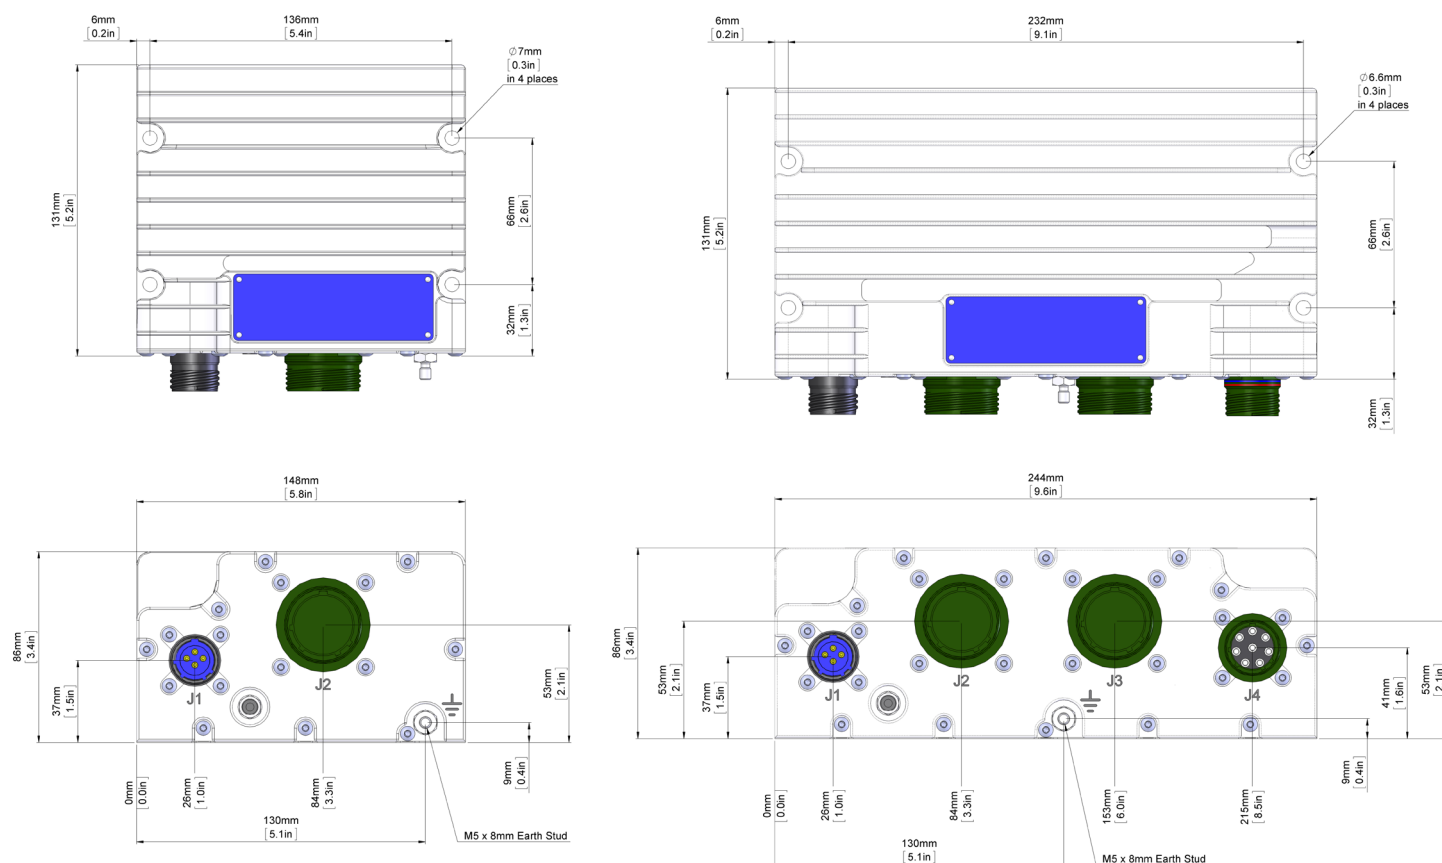 6mm
[0.2in]
136mm
[5.4in]
∅7mm
[0.3in]
in 4 places
131mm
[5.2in]
66mm
[2.6in]
32mm
[1.3in]
6mm
[0.2in]
232mm
[9.1in]
∅6.6mm
[0.3in]
in 4 places
131mm
[5.2in]
66mm
[2.6in]
32mm
[1.3in]
148mm
[5.8in]
86mm
[3.4in]
37mm
[1.5in]
J1
J2
53mm
[2.1in]
9mm
[0.4in]
0mm
[0.0in]
26mm
[1.0in]
84mm
[3.3in]
130mm
[5.1in]
M5 x 8mm Earth Stud
244mm
[9.6in]
86mm
[3.4in]
53mm
[2.1in]
37mm
[1.5in]
J1
J2
J3
J4
41mm
[1.6in]
53mm
[2.1in]
9mm
[0.4in]
0mm
[0.0in]
26mm
[1.0in]
84mm
[3.3in]
153mm
[6.0in]
215mm
[8.5in]
130mm
[5.1in]
M5 x 8mm Earth Stud